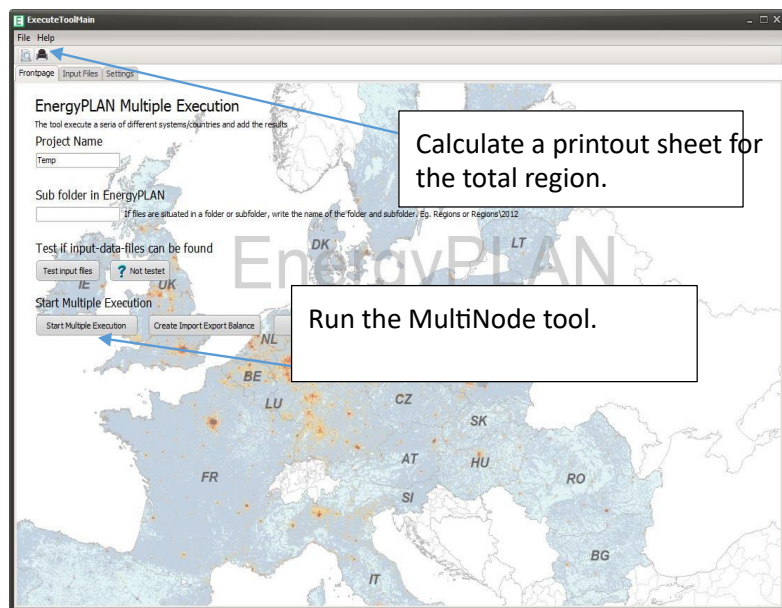 ExecuteToolMain
File Help
Frontpage Input Files Settings
EnergyPLAN Multiple Execution
The tool execute a seria of different systems/countries and add the results
Project Name
Temp
Calculate a printout sheet for
the total region.
Sub folder in EnergyPLAN
If files are situated in a folder or subfolder, write the name of the folder and subfolder. Eg. Regions or Regions\2012
Test if input-data-files can be found
EnergyPLAN
DK
LT
Test input files
? Not testet
IE
UK
Start Multiple Execution
Start Multiple Execution
Create Import Export Balance
Run the MultiNode tool.
NL
BE
LU
CZ
SK
FR
AT
HU
RO
SI
BG
IT